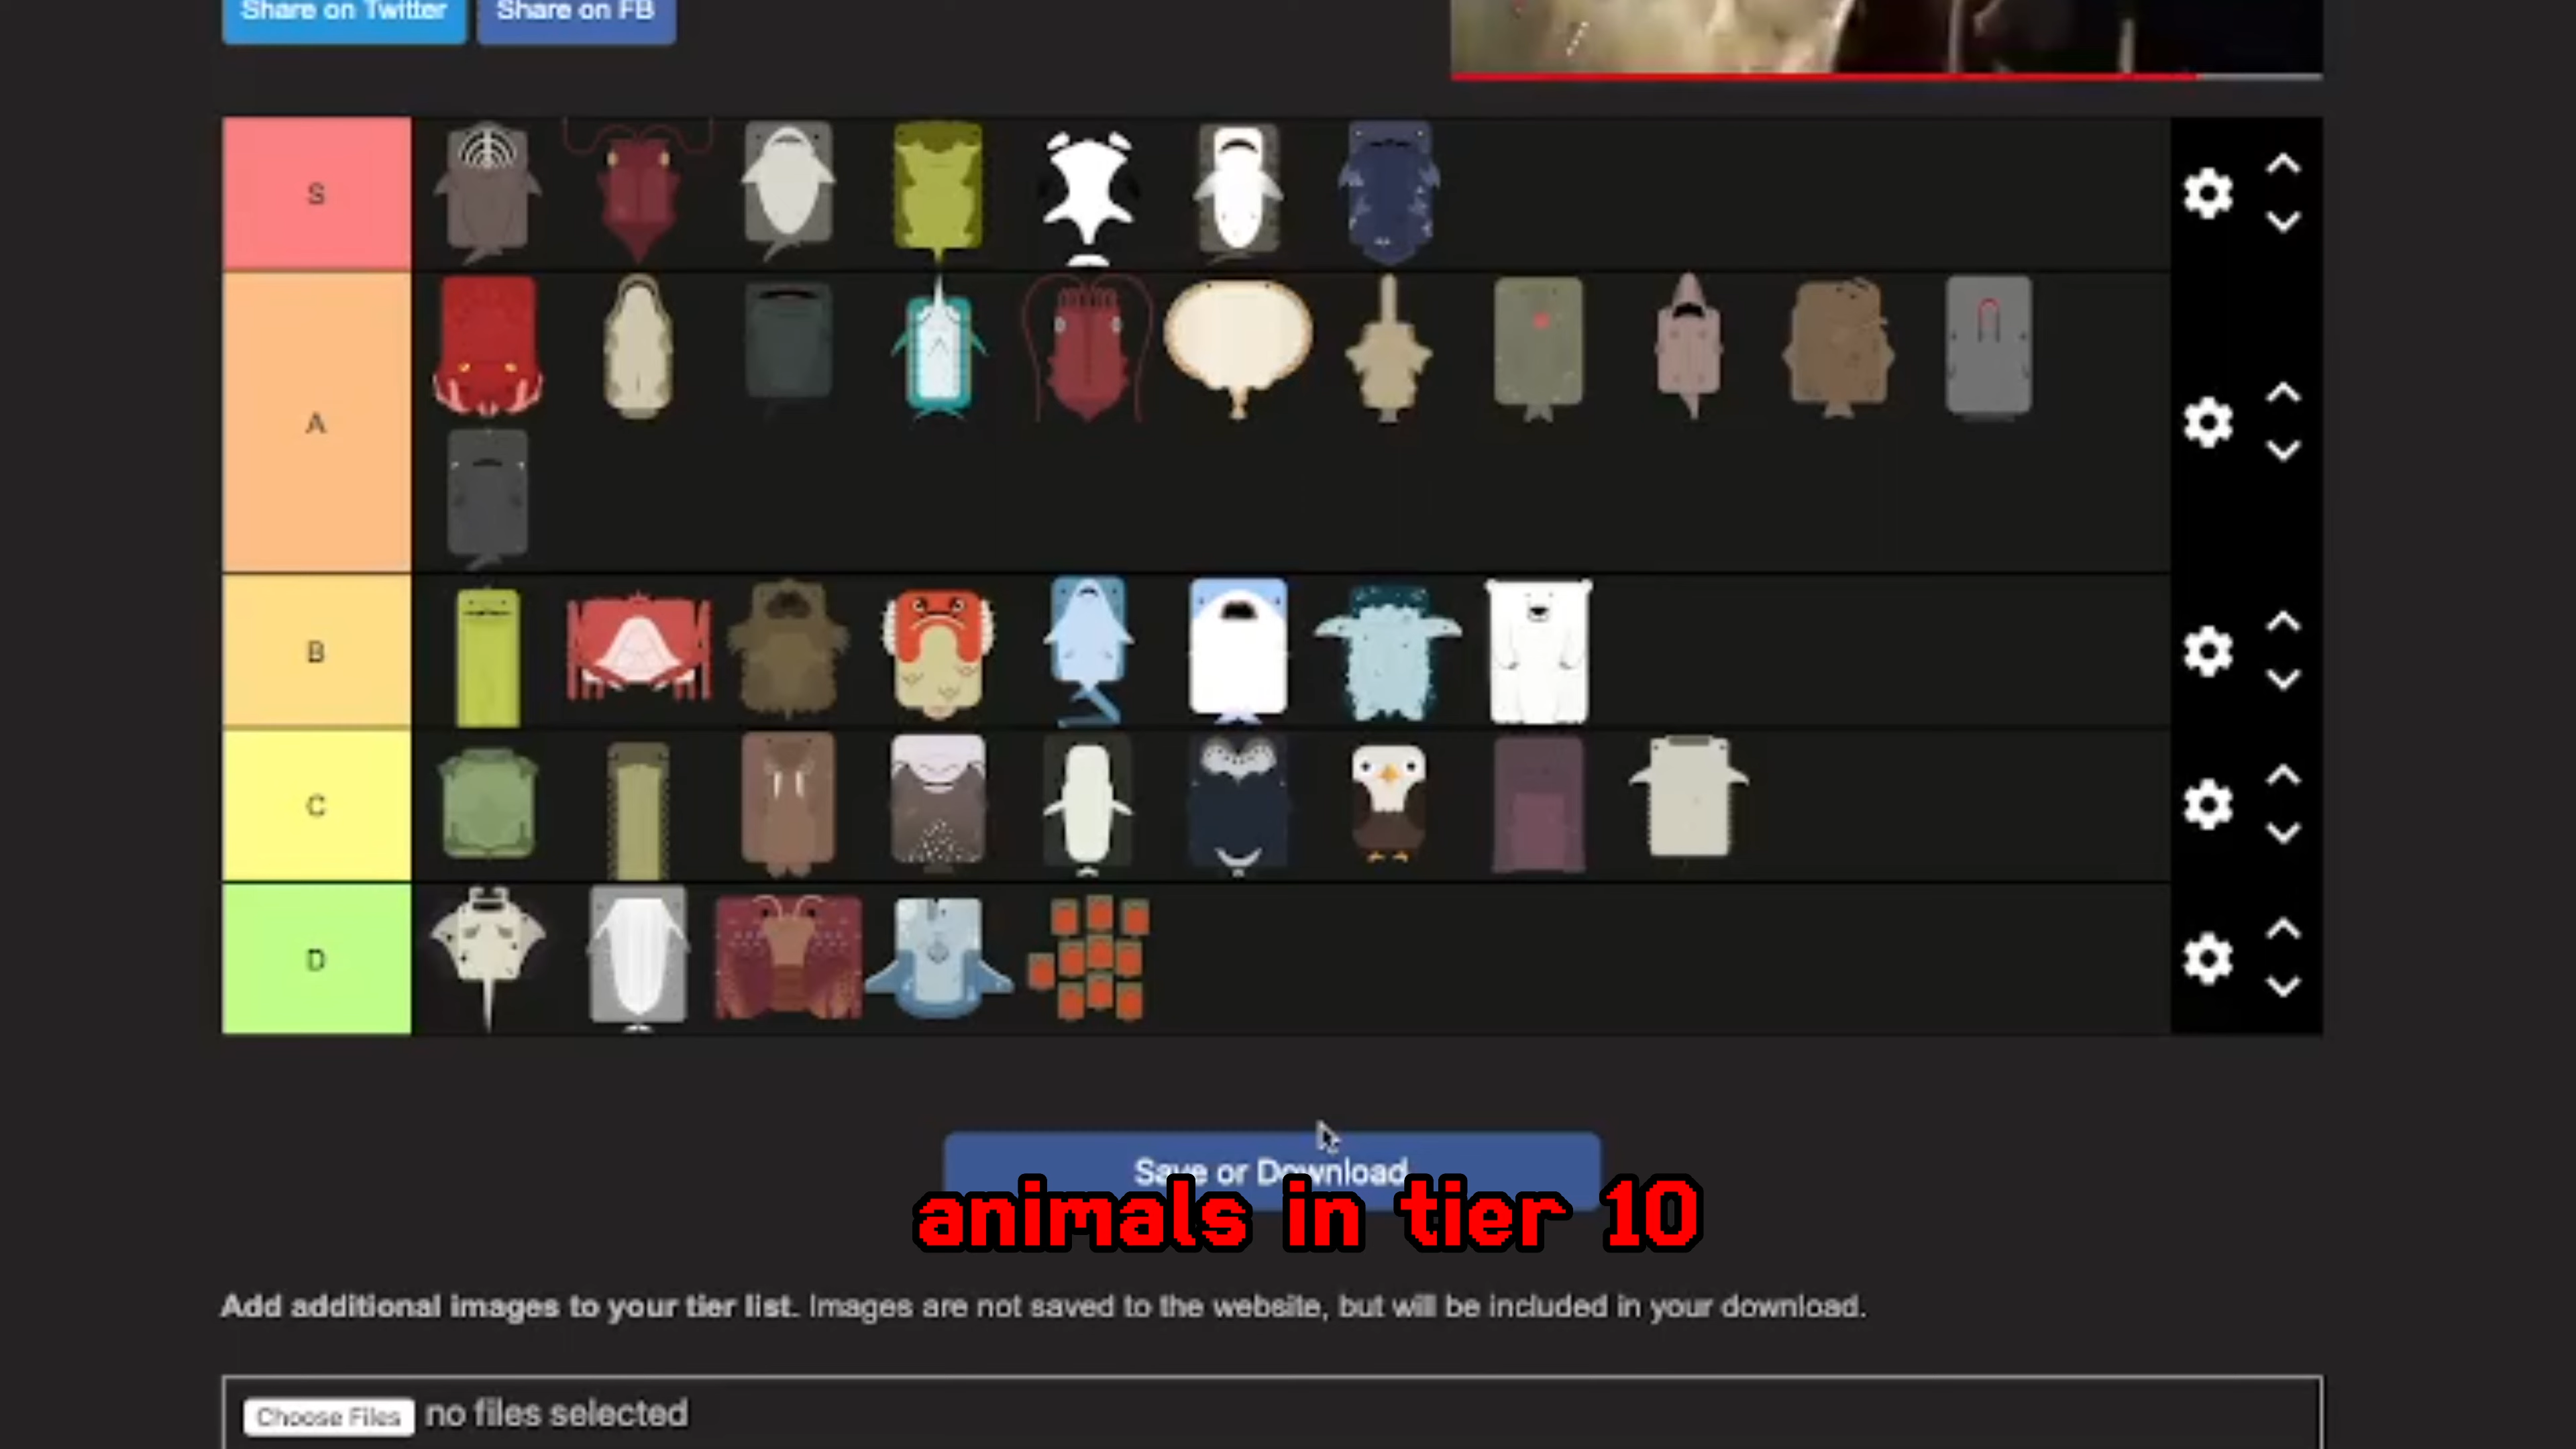 Share on Twitter
Share on FB
S
A
B
C
D
Save or Download
animals in tier 10
Add additional images to your tier list. Images are not saved to the website, but will be included in your download.
Choose Files no files selected